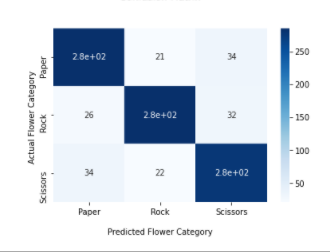 2.8e+02 21 34
26 2.8e+02 32
34 22 2.8e+02
Paper
Rock
Scissors
Actual Flower Category
Paper Rock Scissors
Predicted Flower Category
250
200
150
100
50